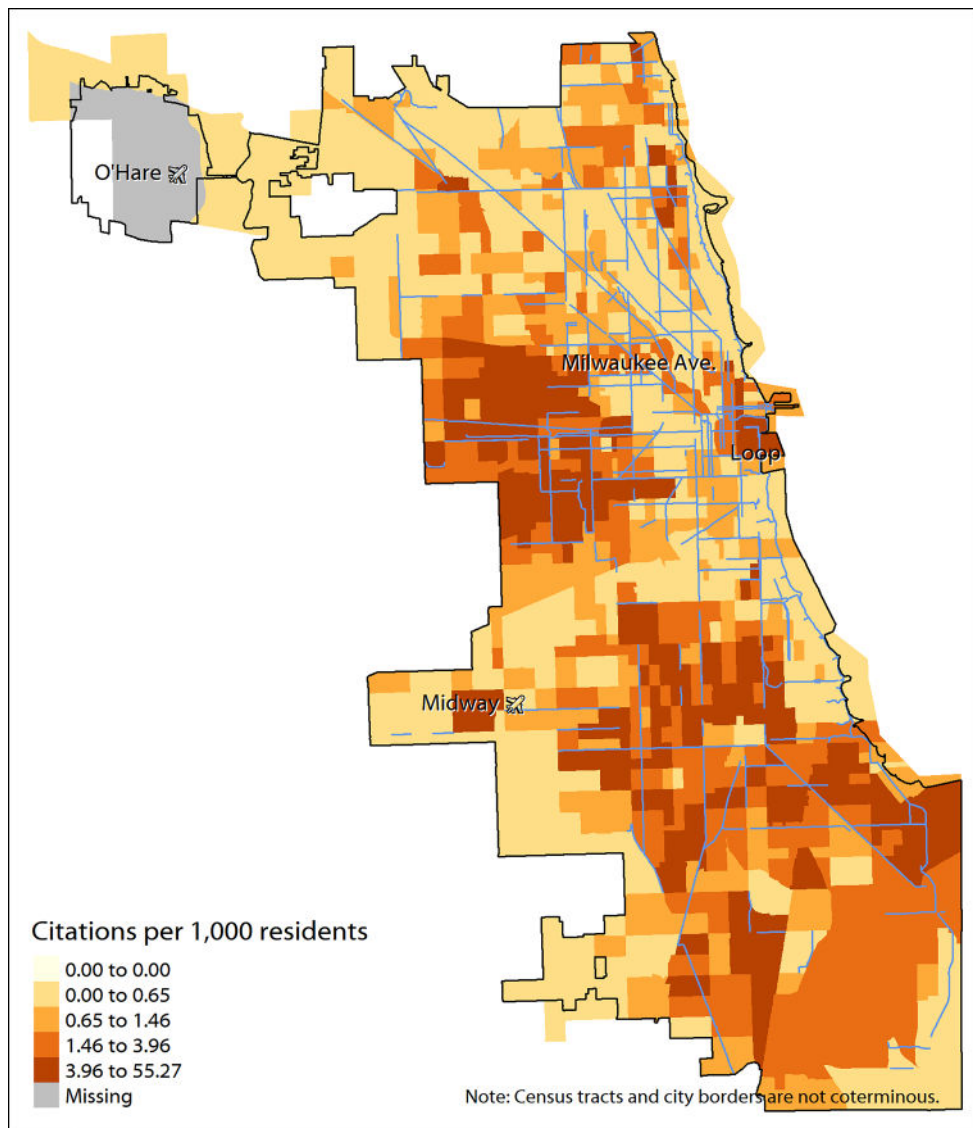 O'Hare
Milwaukee Ave.
Loop
Midway
Citations per 1,000 residents
0.00 to 0.00
0.00 to 0.65
0.65 to 1.46
1.46 to 3.96
3.96 to 55.27
Missing
Note: Census tracts and city borders are not coterminous.